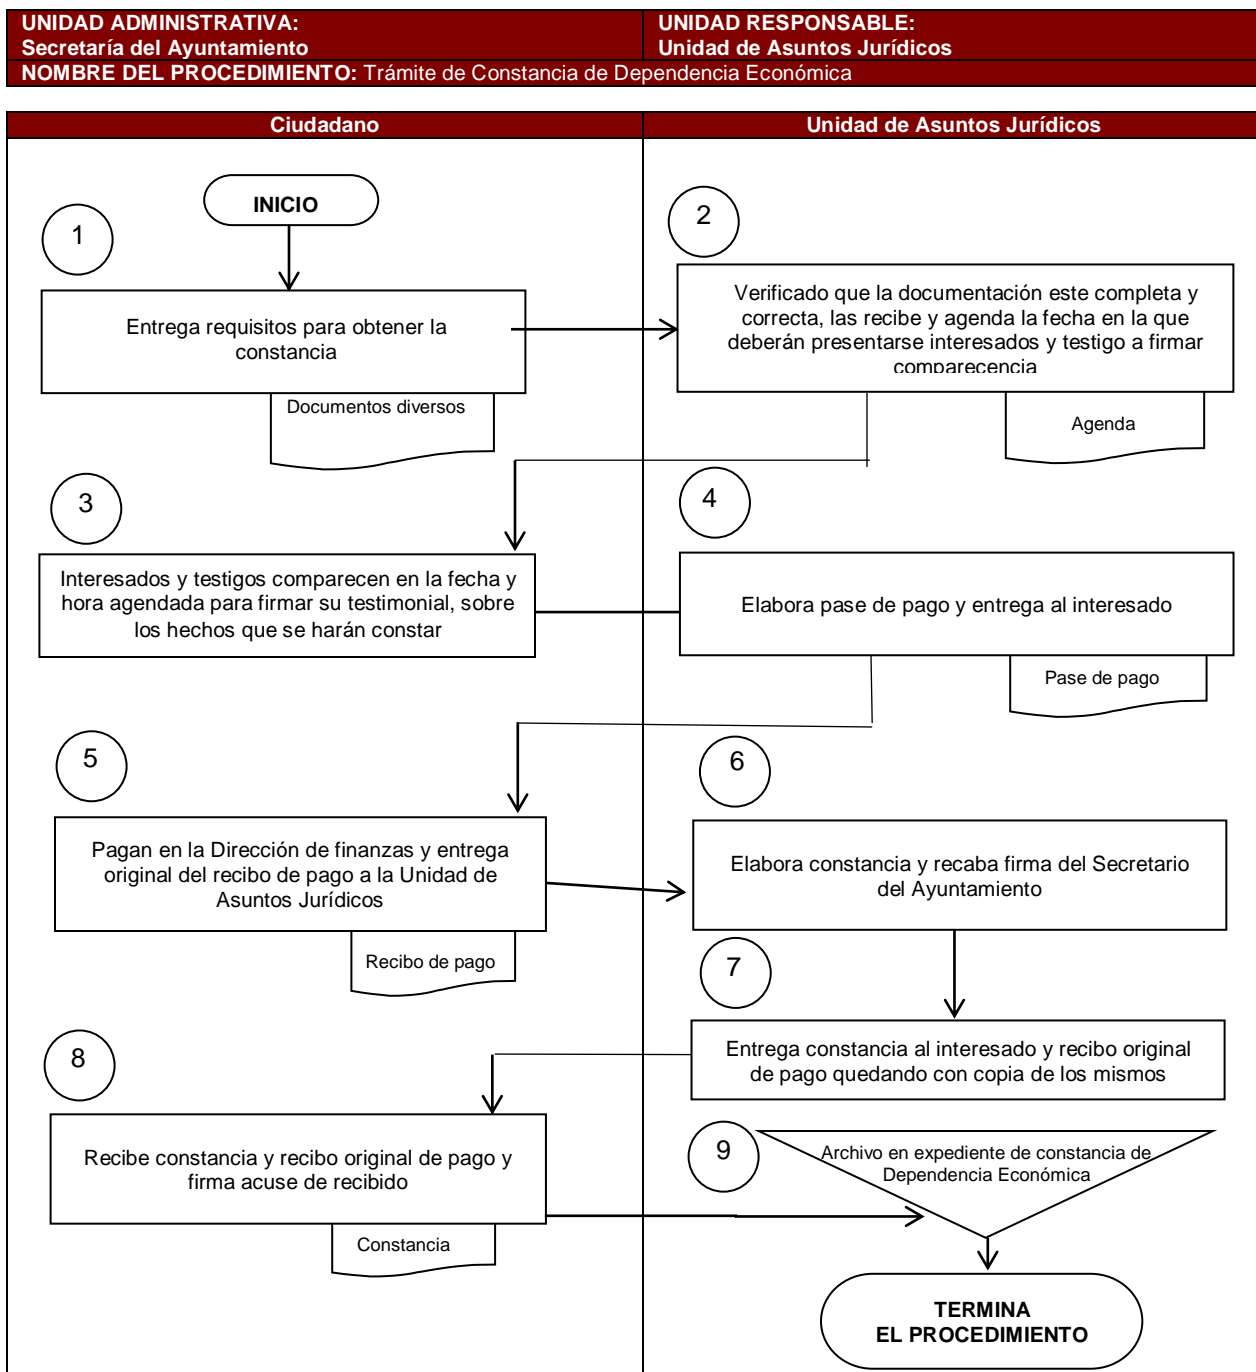 UNIDAD ADMINISTRATIVA:
Secretaría del Ayuntamiento
UNIDAD RESPONSABLE:
Unidad de Asuntos Jurídicos
NOMBRE DEL PROCEDIMIENTO: Trámite de Constancia de Dependencia Económica
Ciudadano
Unidad de Asuntos Jurídicos
INICIO
1
Entrega requisitos para obtener la
constancia
Documentos diversos
2
Verificado que la documentación este completa y
correcta, las recibe y agenda la fecha en la que
deberán presentarse interesados y testigo a firmar
comparecencia
Agenda
3
Interesados y testigos comparecen en la fecha y
hora agendada para firmar su testimonial, sobre
los hechos que se harán constar
4
Elabora pase de pago y entrega al interesado
Pase de pago
5
Pagan en la Dirección de finanzas y entrega
original del recibo de pago a la Unidad de
Asuntos Jurídicos
Recibo de pago
6
Elabora constancia y recaba firma del Secretario
del Ayuntamiento
7
Entrega constancia al interesado y recibo original
de pago quedando con copia de los mismos
8
Recibe constancia y recibo original de pago y
firma acuse de recibido
Constancia
9
Archivo en expediente de constancia de
Dependencia Económica
TERMINA
EL PROCEDIMIENTO